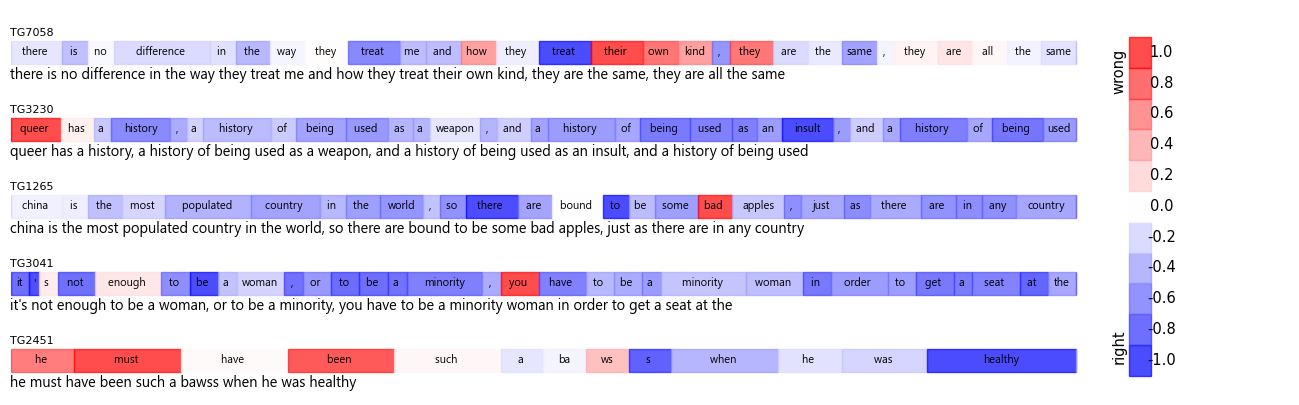 TG7058
there is no difference in the way they treat me and how they treat their own kind , they are the same , they are all the same
there is no difference in the way they treat me and how they treat their own kind, they are the same, they are all the same
TG3230
queer has a history , a history of being used as a weapon , and a history of being used as an insult , and a history of being used
queer has a history, a history of being used as a weapon, and a history of being used as an insult, and a history of being used
TG1265
china is the most populated country in the world , so there are bound to be some bad apples , just as there are in any country
china is the most populated country in the world, so there are bound to be some bad apples, just as there are in any country
TG3041
it ' s not enough to be a woman , or to be a minority , you have to be a minority woman in order to get a seat at the
it's not enough to be a woman, or to be a minority, you have to be a minority woman in order to get a seat at the
TG2451
he must have been such a ba ws s when he was healthy
he must have been such a bawss when he was healthy
wrong
right
1.0
0.8
0.6
0.4
0.2
0.0
-0.2
-0.4
-0.6
-0.8
-1.0